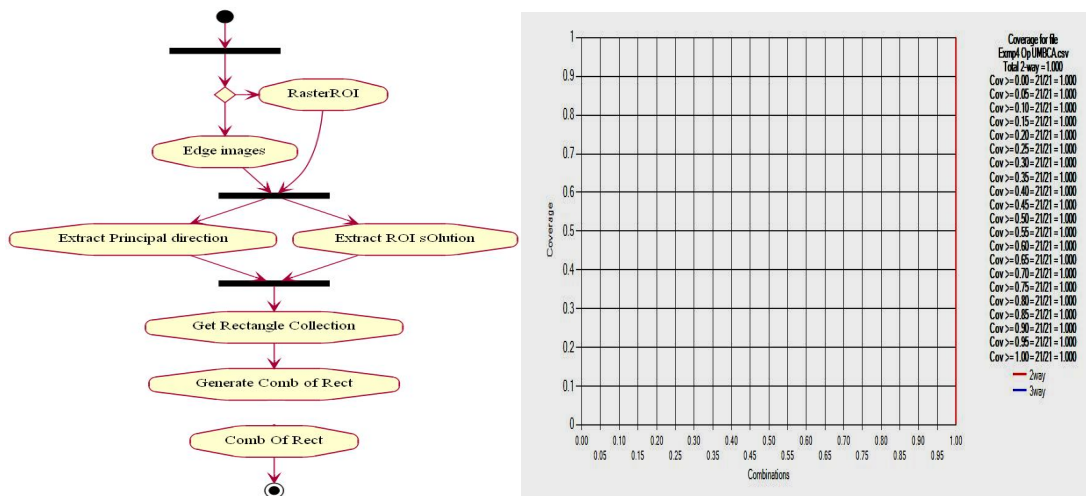 RasterROI
Edge images
Extract Principal direction
Extract ROI sOlution
Get Rectangle Collection
Generate Comb of Rect
Comb Of Rect
Coverage
1
0.9
0.8
0.7
0.6
0.5
0.4
0.3
0.2
0.1
0
0.00 0.10 0.20 0.30 0.40 0.50 0.60 0.70 0.80 0.90 1.00
0.05 0.15 0.25 0.35 0.45 0.55 0.65 0.75 0.85 0.95
Combinations
Coverage for file
Exmp4 Op UMBCA.csv
Total 2-way = 1.000
Cov >= 0.00 = 21/21 = 1.000
Cov >= 0.05 = 21/21 = 1.000
Cov >= 0.10 = 21/21 = 1.000
Cov >= 0.15 = 21/21 = 1.000
Cov >= 0.20 = 21/21 = 1.000
Cov >= 0.25 = 21/21 = 1.000
Cov >= 0.30 = 21/21 = 1.000
Cov >= 0.35 = 21/21 = 1.000
Cov >= 0.40 = 21/21 = 1.000
Cov >= 0.45 = 21/21 = 1.000
Cov >= 0.50 = 21/21 = 1.000
Cov >= 0.55 = 21/21 = 1.000
Cov >= 0.60 = 21/21 = 1.000
Cov >= 0.65 = 21/21 = 1.000
Cov >= 0.70 = 21/21 = 1.000
Cov >= 0.75 = 21/21 = 1.000
Cov >= 0.80 = 21/21 = 1.000
Cov >= 0.85 = 21/21 = 1.000
Cov >= 0.90 = 21/21 = 1.000
Cov >= 0.95 = 21/21 = 1.000
Cov >= 1.00 = 21/21 = 1.000
2way
3way